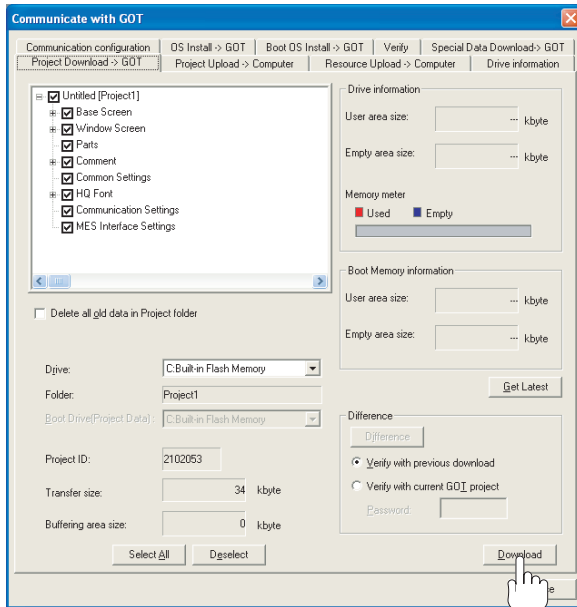 Communicate with GOT
Communication configuration OS Install -> GOT Boot OS Install -> GOT Verify Special Data Download-> GOT
Project Download -> GOT Project Upload -> Computer Resource Upload -> Computer Drive information
Untitled [Project1]
Base Screen
Window Screen
Parts
Comment
Common Settings
HQ Font
Communication Settings
MES Interface Settings
Delete all old data in Project folder
Drive: C:Built-in Flash Memory
Folder: Project1
Boot Drive[Project Data] : C:Built-in Flash Memory
Project ID: 2102053
Transfer size: 34 kbyte
Buffering area size: 0 kbyte
Select All Deselect
Drive information
User area size: --- kbyte
Empty area size: --- kbyte
Memory meter
Used Empty
Boot Memory information
User area size: --- kbyte
Empty area size: --- kbyte
Get Latest
Difference
Difference
Verify with previous download
Verify with current GOT project
Password:
Download